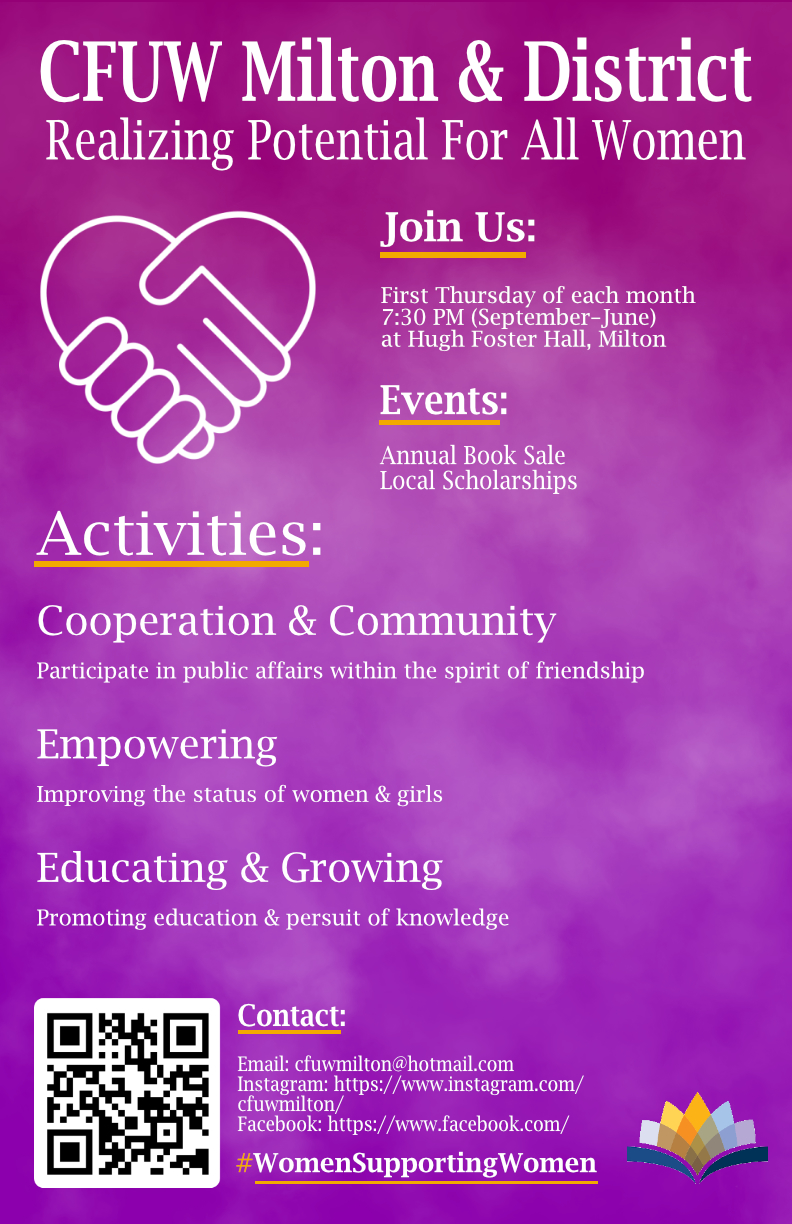 CFUW Milton & District
Realizing Potential For All Women
Join Us:
First Thursday of each month
7:30 PM (September-June)
at Hugh Foster Hall, Milton
Events:
Annual Book Sale
Local Scholarships
Activities:
Cooperation & Community
Participate in public affairs within the spirit of friendship
Empowering
Improving the status of women & girls
Educating & Growing
Promoting education & persuit of knowledge
Contact:
Email: cfuwmilton@hotmail.com
Instagram: https://www.instagram.com/
cfuwmilton/
Facebook: https://www.facebook.com/
#WomenSupportingWomen